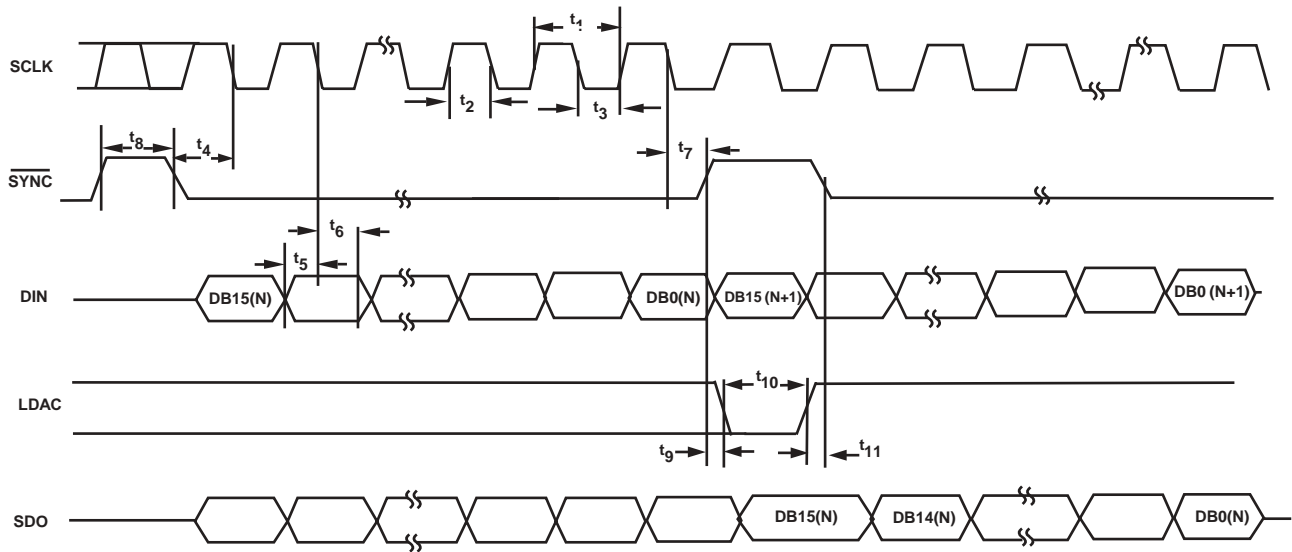 t1
SCLK
t2
t3
t8
t4
t7
SYNC
t6
t5
DIN
DB15(N)
DB0(N)
DB15 (N+1)
DB0 (N+1)
t10
LDAC
t9
t11
SDO
DB15(N)
DB14(N)
DB0(N)